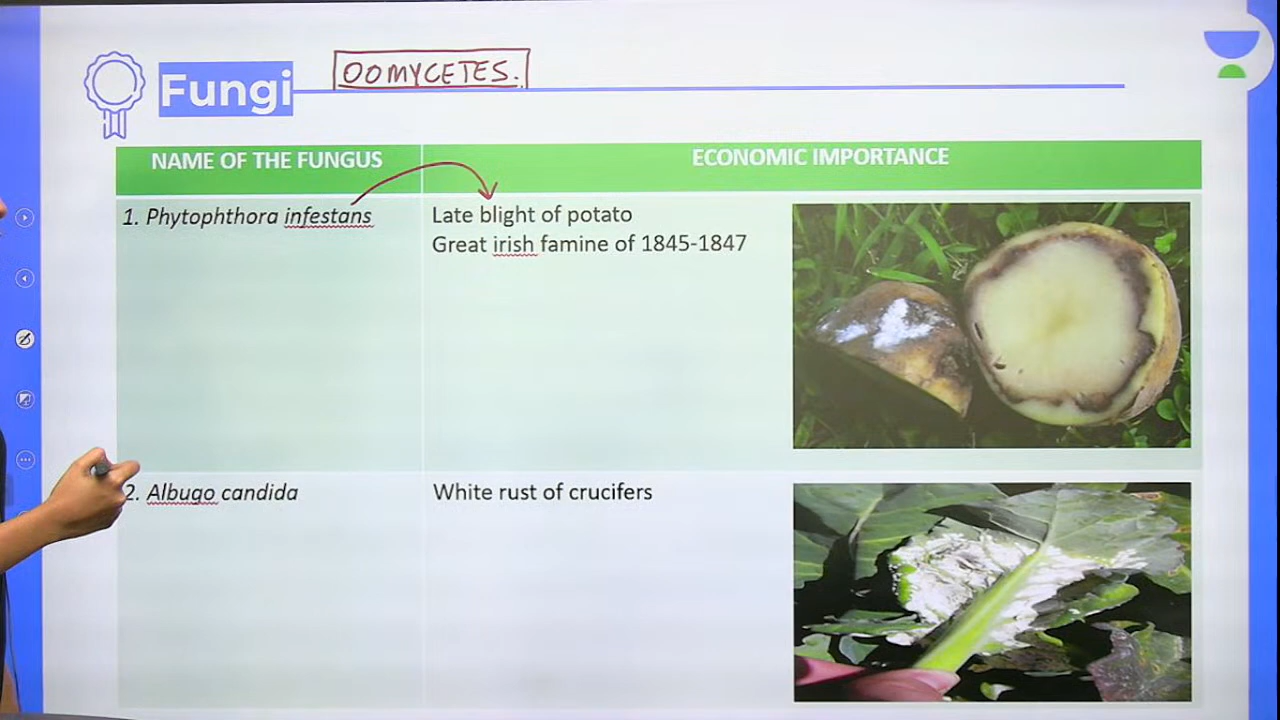 OOMYCETES.
Fungi
NAME OF THE FUNGUS
ECONOMIC IMPORTANCE
1. Phytophthora infestans
Late blight of potato
Great irish famine of 1845-1847
2. Albugo candida
White rust of crucifers